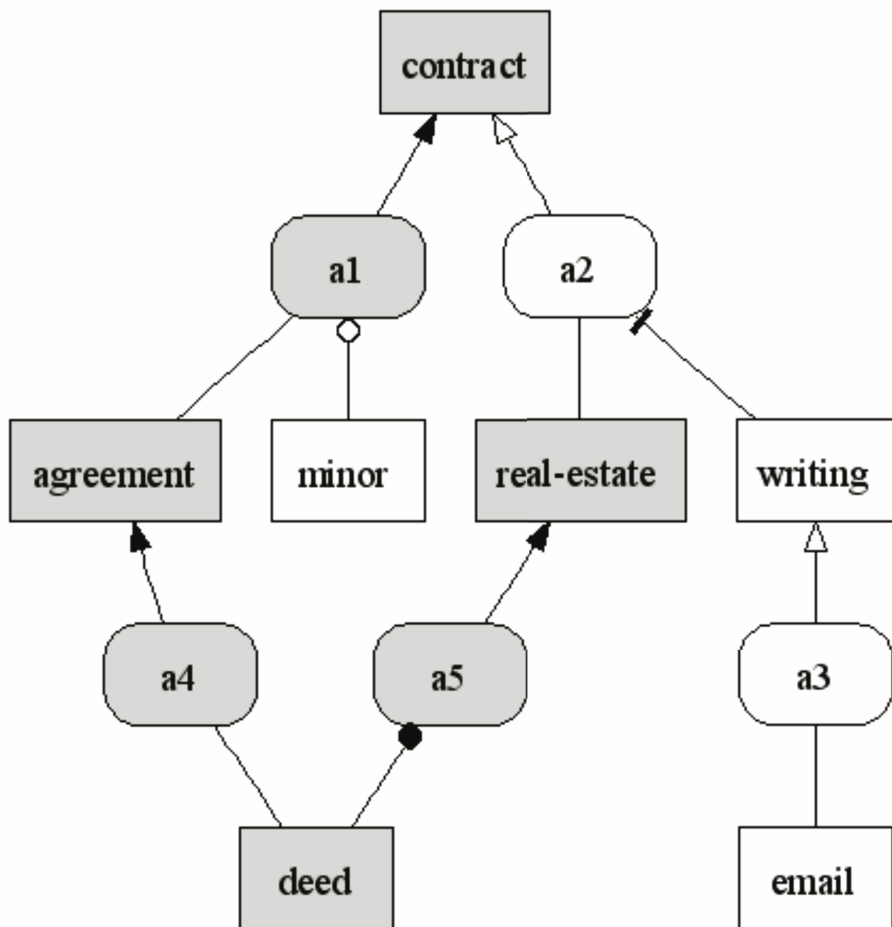 contract
a1
a2
agreement
minor
real-estate
writing
a4
a5
a3
deed
email